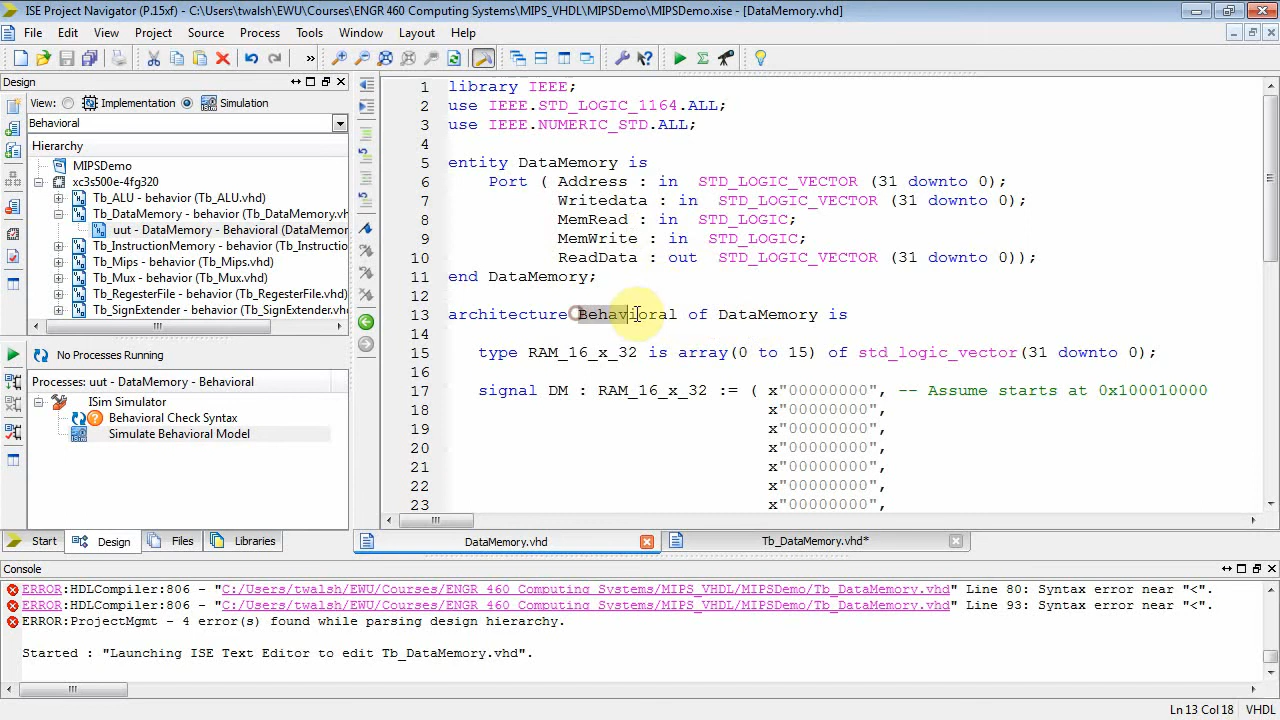 ISE Project Navigator (P.15xf) - C:\Users\twalsh\EWU\Courses\ENGR 460 Computing Systems\MIPS_VHDL\MIPSDemo\MIPSDemo.xise - [DataMemory.vhd]
File Edit View Project Source Process Tools Window Layout Help
»
Design
View: Implementation Simulation
Behavioral
Hierarchy
MIPSDemo
xc3s500e-4fg320
Tb_ALU - behavior (Tb_ALU.vhd)
Tb_DataMemory - behavior (Tb_DataMemory.vh
uut - DataMemory - Behavioral (DataMemory.v
Tb_InstructionMemory - behavior (Tb_Instructio
Tb_Mips - behavior (Tb_Mips.vhd)
Tb_Mux - behavior (Tb_Mux.vhd)
Tb_RegesterFile - behavior (Tb_RegesterFile.vhd)
Tb_SignExtender - behavior (Tb_SignExtender.vh
No Processes Running
Processes: uut - DataMemory - Behavioral
ISim Simulator
Behavioral Check Syntax
Simulate Behavioral Model
Start Design Files Libraries
1 library IEEE;
2 use IEEE.STD_LOGIC_1164.ALL;
3 use IEEE.NUMERIC_STD.ALL;
4
5 entity DataMemory is
6 Port ( Address : in STD_LOGIC_VECTOR (31 downto 0);
7 Writedata : in STD_LOGIC_VECTOR (31 downto 0);
8 MemRead : in STD_LOGIC;
9 MemWrite : in STD_LOGIC;
10 ReadData : out STD_LOGIC_VECTOR (31 downto 0));
11 end DataMemory;
12
13 architecture Behavioral of DataMemory is
14
15 type RAM_16_x_32 is array(0 to 15) of std_logic_vector(31 downto 0);
16
17 signal DM : RAM_16_x_32 := ( x"00000000", -- Assume starts at 0x100010000
18 x"00000000",
19 x"00000000",
20 x"00000000",
21 x"00000000",
22 x"00000000",
23 x"00000000",
DataMemory.vhd Tb_DataMemory.vhd*
Console
ERROR:HDLCompiler:806 - "C:/Users/twalsh/EWU/Courses/ENGR 460 Computing Systems/MIPS_VHDL/MIPSDemo/Tb_DataMemory.vhd" Line 80: Syntax error near "<".
ERROR:HDLCompiler:806 - "C:/Users/twalsh/EWU/Courses/ENGR 460 Computing Systems/MIPS_VHDL/MIPSDemo/Tb_DataMemory.vhd" Line 93: Syntax error near "<".
ERROR:ProjectMgmt - 4 error(s) found while parsing design hierarchy.
Started : "Launching ISE Text Editor to edit Tb_DataMemory.vhd".
Ln 13 Col 18 VHDL